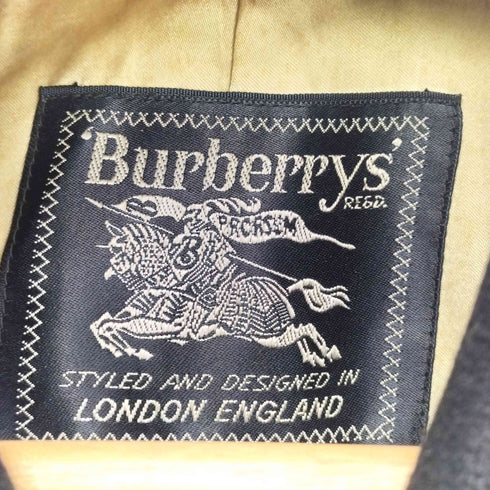 'Burberrys'
REGD.
PRORSUM
B
STYLED AND DESIGNED IN
LONDON ENGLAND